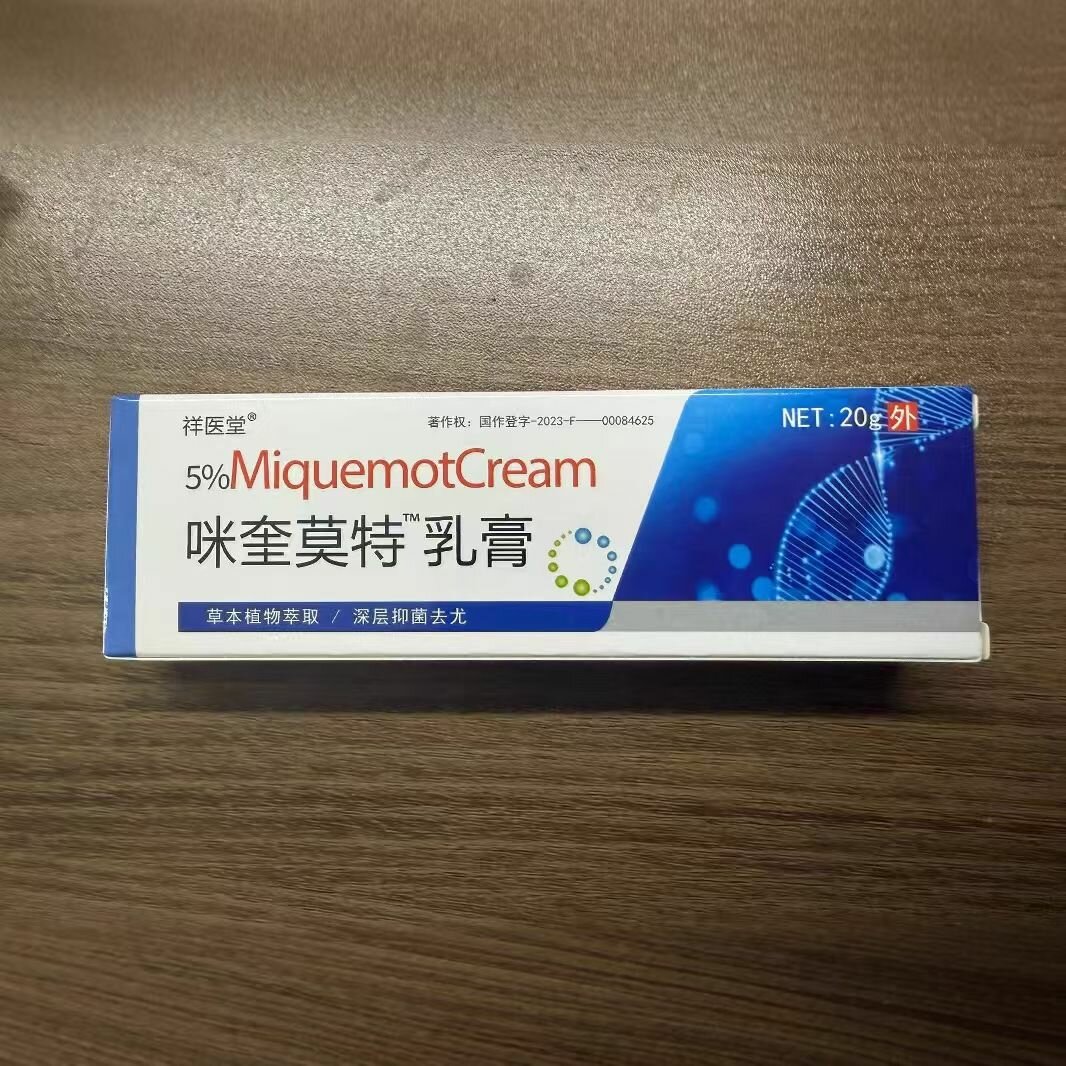 祥医堂®
著作权：国作登字-2023-F——00084625
NET:20g 外
5%MiquemotCream
咪奎莫特™乳膏
草本植物萃取 / 深层抑菌去尤